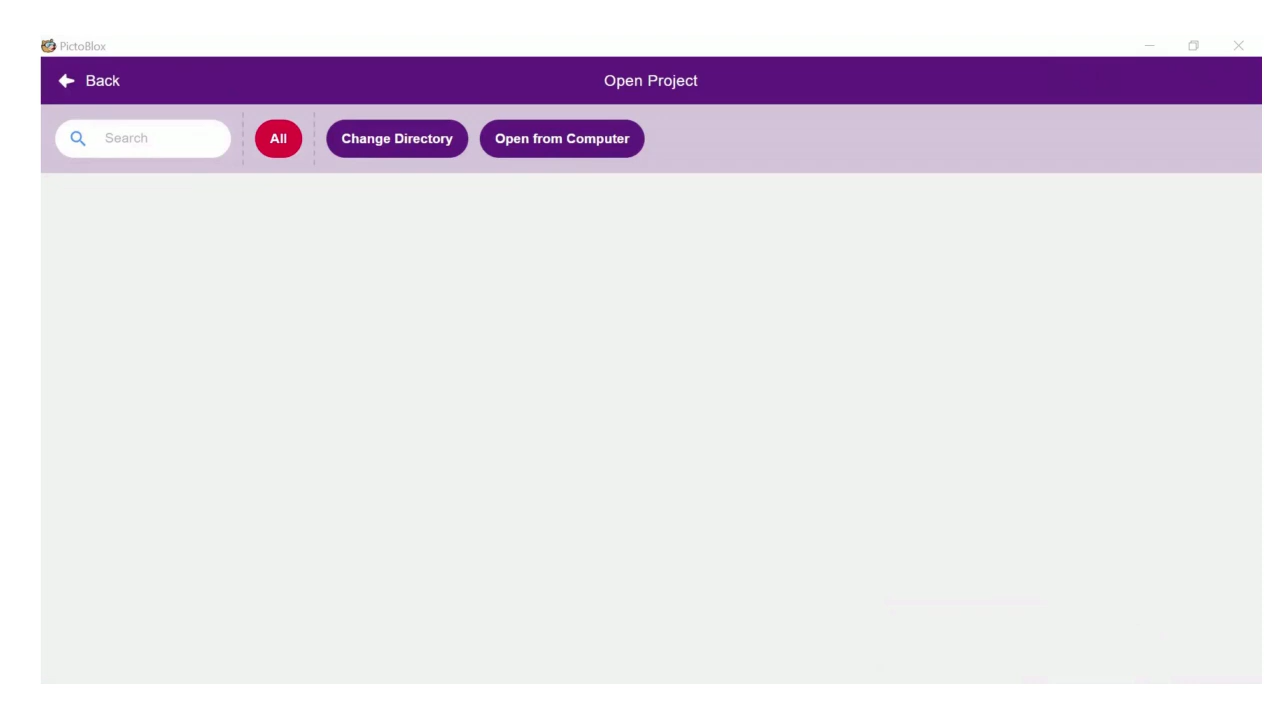 PictoBlox
Back
Open Project
Search
All
Change Directory
Open from Computer